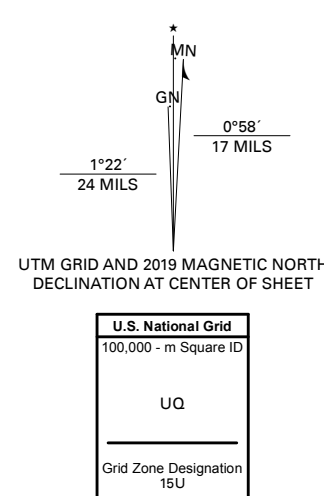 ★
MN
GN
0°58´
17 MILS
1°22´
24 MILS
UTM GRID AND 2019 MAGNETIC NORTH
DECLINATION AT CENTER OF SHEET
U.S. National Grid
100,000 - m Square ID
UQ
Grid Zone Designation
15U